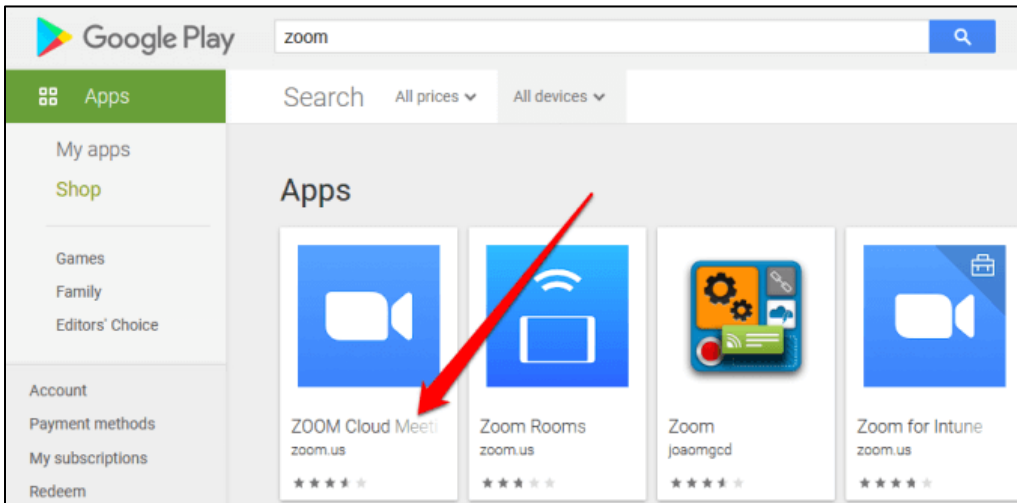 Google Play
zoom
Apps
Search
All prices
All devices
My apps
Shop
Games
Family
Editors' Choice
Account
Payment methods
My subscriptions
Redeem
Apps
ZOOM Cloud Meeti
zoom.us
Zoom Rooms
zoom.us
Zoom
joaomgcd
Zoom for Intune
zoom.us